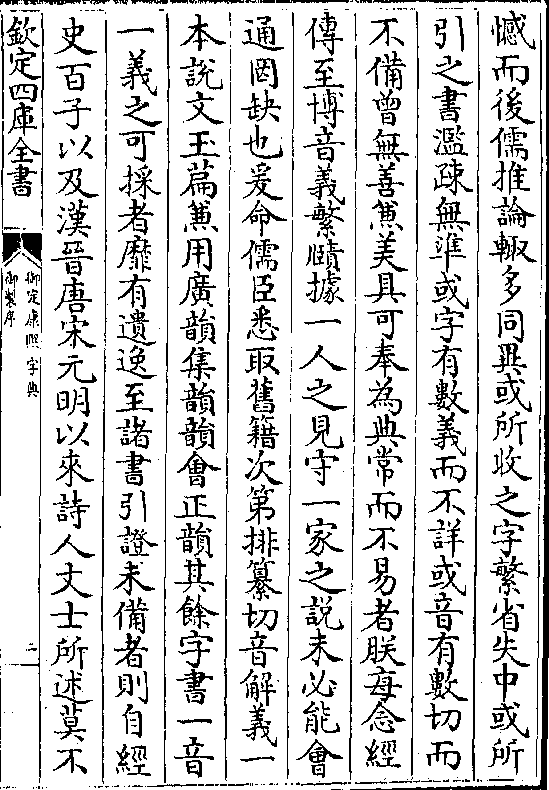 憾而後儒推論輙多同異或所收之字繁省失中或所
引之書濫疎無準或字有數義而不詳或音有數切而
不備曾無善蒹美具可奉為典常而不易者朕每念經
傳至博音義繁賾據一人之見守一家之説未必能會
通罔缺也爰命儒臣悉取舊籍次第排纂切音解義一
本說文玉篇蒹用廣韻集韻韻會正韻其餘字書一音
一義之可採者靡有遺逸至諸書引證未備者則自經
史百子以及漢晉唐宋元明以來詩人文士所述莫不
欽定四庫全書
御定康熙字典
御製序
二